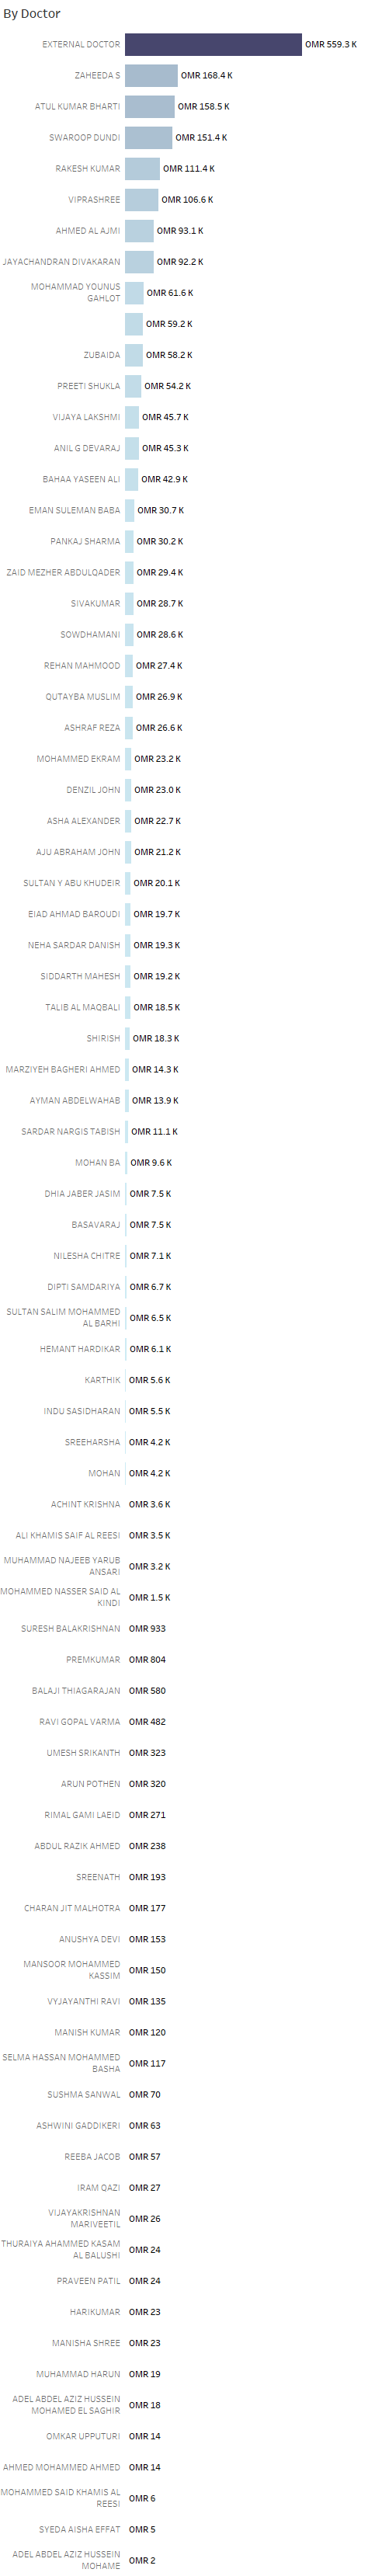 By Doctor
EXTERNAL DOCTOR OMR 559.3 K
ZAHEEDA S OMR 168.4 K
ATUL KUMAR BHARTI OMR 158.5 K
SWAROOP DUNDI OMR 151.4 K
RAKESH KUMAR OMR 111.4 K
VIPRASHREE OMR 106.6 K
AHMED AL AJMI OMR 93.1 K
JAYACHANDRAN DIVAKARAN OMR 92.2 K
MOHAMMAD YOUNUS
GAHLOT OMR 61.6 K
OMR 59.2 K
ZUBAIDA OMR 58.2 K
PREETI SHUKLA OMR 54.2 K
VIJAYA LAKSHMI OMR 45.7 K
ANIL G DEVARAJ OMR 45.3 K
BAHAA YASEEN ALI OMR 42.9 K
EMAN SULEMAN BABA OMR 30.7 K
PANKAJ SHARMA OMR 30.2 K
ZAID MEZHER ABDULQADER OMR 29.4 K
SIVAKUMAR OMR 28.7 K
SOWDHAMANI OMR 28.6 K
REHAN MAHMOOD OMR 27.4 K
QUTAYBA MUSLIM OMR 26.9 K
ASHRAF REZA OMR 26.6 K
MOHAMMED EKRAM OMR 23.2 K
DENZIL JOHN OMR 23.0 K
ASHA ALEXANDER OMR 22.7 K
AJU ABRAHAM JOHN OMR 21.2 K
SULTAN Y ABU KHUDEIR OMR 20.1 K
EIAD AHMAD BAROUDI OMR 19.7 K
NEHA SARDAR DANISH OMR 19.3 K
SIDDARTH MAHESH OMR 19.2 K
TALIB AL MAQBALI OMR 18.5 K
SHIRISH OMR 18.3 K
MARZIYEH BAGHERI AHMED OMR 14.3 K
AYMAN ABDELWAHAB OMR 13.9 K
SARDAR NARGIS TABISH OMR 11.1 K
MOHAN BA OMR 9.6 K
DHIA JABER JASIM OMR 7.5 K
BASAVARAJ OMR 7.5 K
NILESHA CHITRE OMR 7.1 K
DIPTI SAMDARIYA OMR 6.7 K
SULTAN SALIM MOHAMMED
AL BARHI OMR 6.5 K
HEMANT HARDIKAR OMR 6.1 K
KARTHIK OMR 5.6 K
INDU SASIDHARAN OMR 5.5 K
SREEHARSHA OMR 4.2 K
MOHAN OMR 4.2 K
ACHINT KRISHNA OMR 3.6 K
ALI KHAMIS SAIF AL REESI OMR 3.5 K
MUHAMMAD NAJEEB YARUB
ANSARI OMR 3.2 K
MOHAMMED NASSER SAID AL
KINDI OMR 1.5 K
SURESH BALAKRISHNAN OMR 933
PREMKUMAR OMR 804
BALAJI THIAGARAJAN OMR 580
RAVI GOPAL VARMA OMR 482
UMESH SRIKANTH OMR 323
ARUN POTHEN OMR 320
RIMAL GAMI LAEID OMR 271
ABDUL RAZIK AHMED OMR 238
SREENATH OMR 193
CHARAN JIT MALHOTRA OMR 177
ANUSHYA DEVI OMR 153
MANSOOR MOHAMMED
KASSIM OMR 150
VYJAYANTHI RAVI OMR 135
MANISH KUMAR OMR 120
SELMA HASSAN MOHAMMED
BASHA OMR 117
SUSHMA SANWAL OMR 70
ASHWINI GADDIKERI OMR 63
REEBA JACOB OMR 57
IRAM QAZI OMR 27
VIJAYAKRISHNAN
MARIVEETIL OMR 26
THURAIYA AHAMMED KASAM
AL BALUSHI OMR 24
PRAVEEN PATIL OMR 24
HARIKUMAR OMR 23
MANISHA SHREE OMR 23
MUHAMMAD HARUN OMR 19
ADEL ABDEL AZIZ HUSSEIN
MOHAMED EL SAGHIR OMR 18
OMKAR UPPUTURI OMR 14
AHMED MOHAMMED AHMED OMR 14
MOHAMMED SAID KHAMIS AL
REESI OMR 6
SYEDA AISHA EFFAT OMR 5
ADEL ABDEL AZIZ HUSSEIN
MOHAME OMR 2